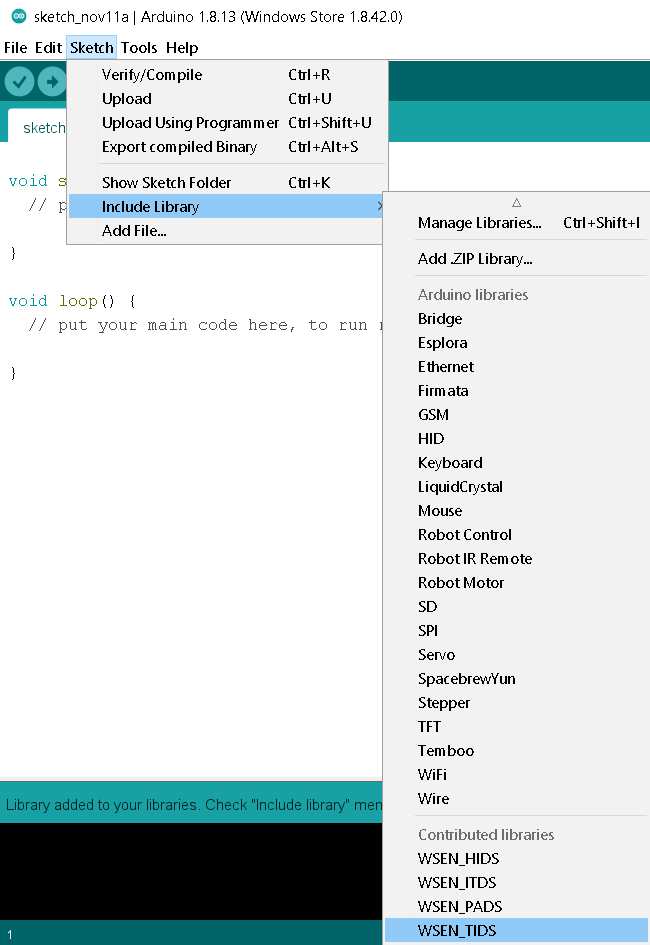 sketch_nov11a | Arduino 1.8.13 (Windows Store 1.8.42.0)
File Edit Sketch Tools Help
Verify/Compile Ctrl+R
Upload Ctrl+U
Upload Using Programmer Ctrl+Shift+U
Export compiled Binary Ctrl+Alt+S
Show Sketch Folder Ctrl+K
Include Library
Add File...
sketch
void s
// p
}
void loop() {
// put your main code here, to run
}
Manage Libraries... Ctrl+Shift+I
Add .ZIP Library...
Arduino libraries
Bridge
Esplora
Ethernet
Firmata
GSM
HID
Keyboard
LiquidCrystal
Mouse
Robot Control
Robot IR Remote
Robot Motor
SD
SPI
Servo
SpacebrewYun
Stepper
TFT
Temboo
WiFi
Wire
Contributed libraries
WSEN_HIDS
WSEN_ITDS
WSEN_PADS
WSEN_TIDS
Library added to your libraries. Check "Include library" men
1